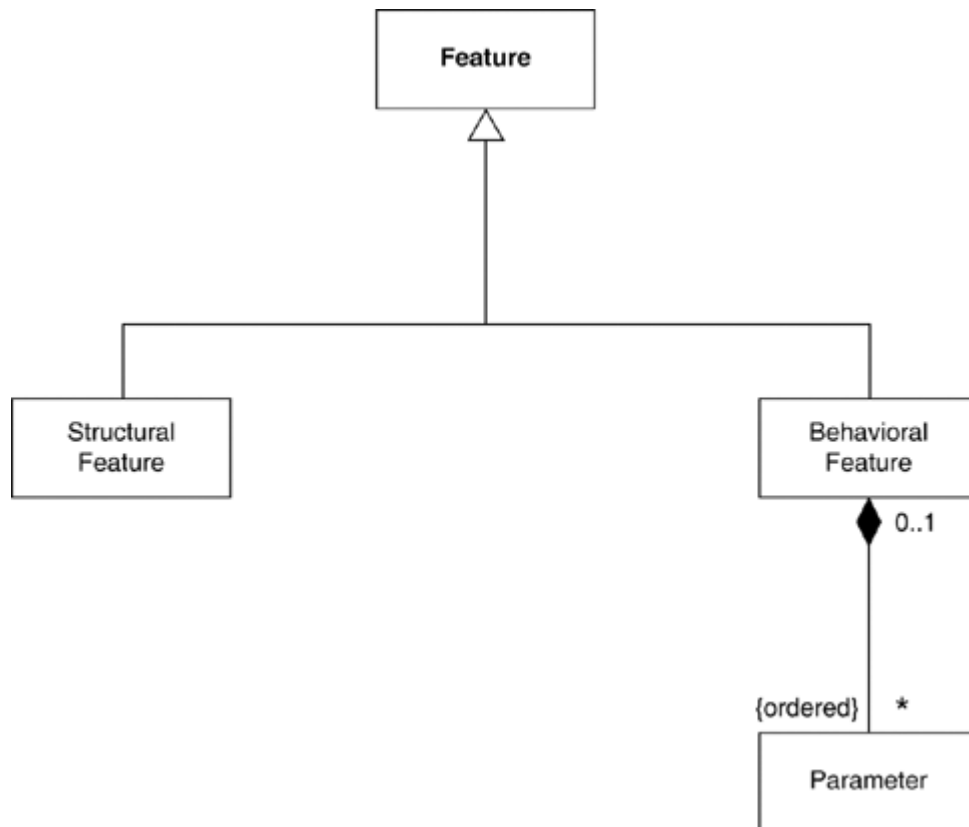 Feature
Structural
Feature
Behavioral
Feature
0..1
{ordered}
*
Parameter